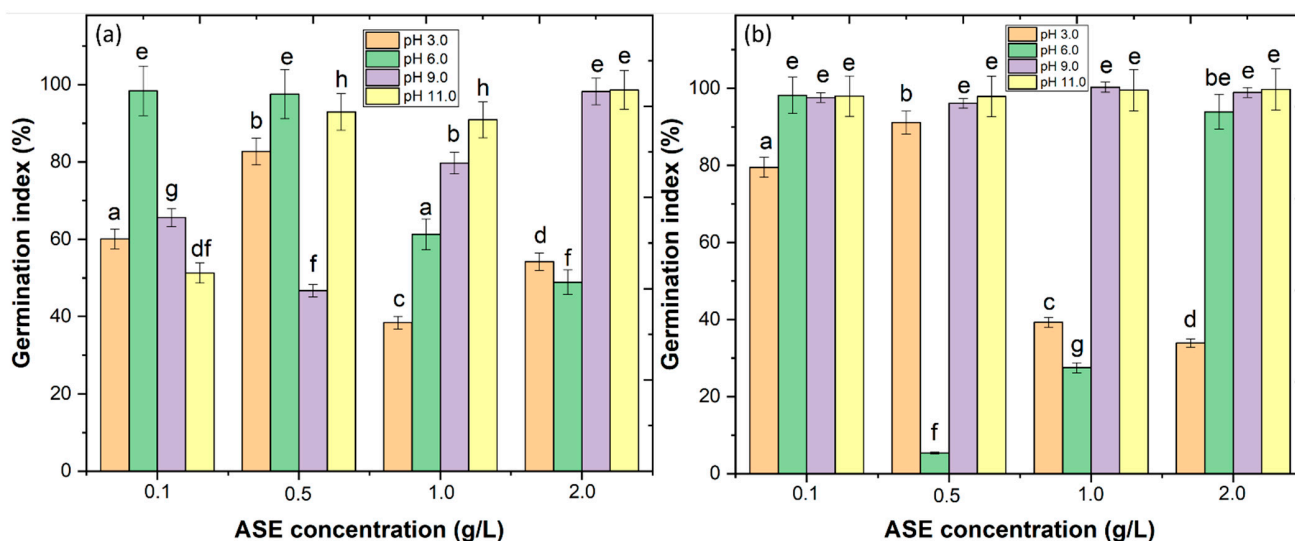 (a)
pH 3.0
pH 6.0
pH 9.0
pH 11.0
Germination index (%)
100
80
60
40
20
0
a
e
g
df
b
e
f
h
c
a
b
h
d
f
e
e
0.1
0.5
1.0
2.0
ASE concentration (g/L)
(b)
pH 3.0
pH 6.0
pH 9.0
pH 11.0
Germination index (%)
100
80
60
40
20
0
a
e
e
e
b
f
e
e
c
g
e
e
d
be
e
e
0.1
0.5
1.0
2.0
ASE concentration (g/L)